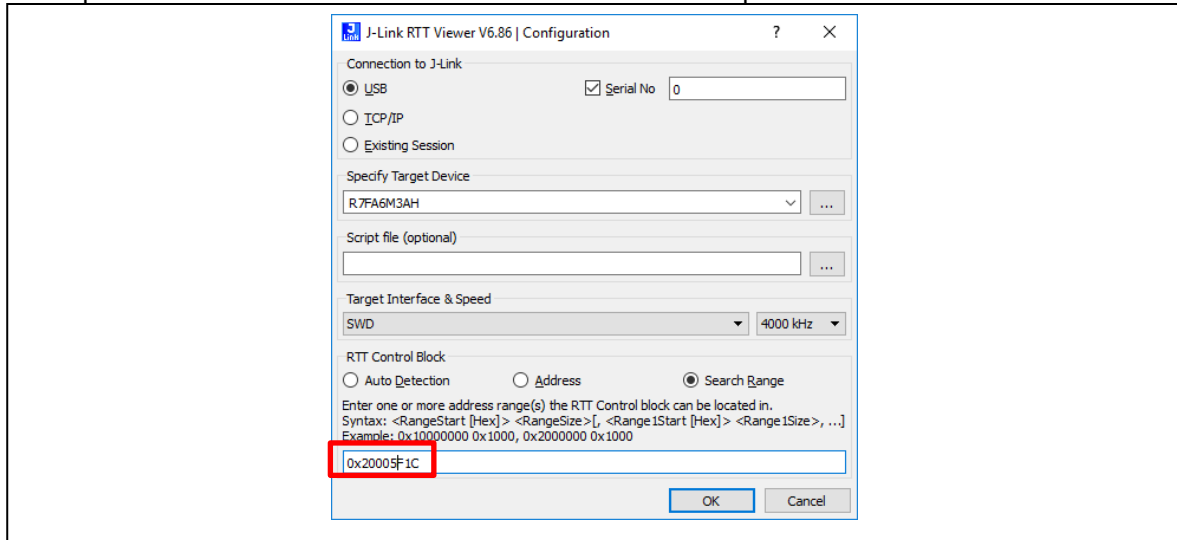 J-Link RTT Viewer V6.86 | Configuration ? ×
Connection to J-Link
USB Serial No 0
TCP/IP
Existing Session
Specify Target Device
R7FA6M3AH ...
Script file (optional)
...
Target Interface & Speed
SWD 4000 kHz
RTT Control Block
Auto Detection Address Search Range
Enter one or more address range(s) the RTT Control block can be located in.
Syntax: <RangeStart [Hex]> <RangeSize>[, <Range1Start [Hex]> <Range1Size>, ...]
Example: 0x10000000 0x1000, 0x2000000 0x1000
0x20005F1C
OK Cancel